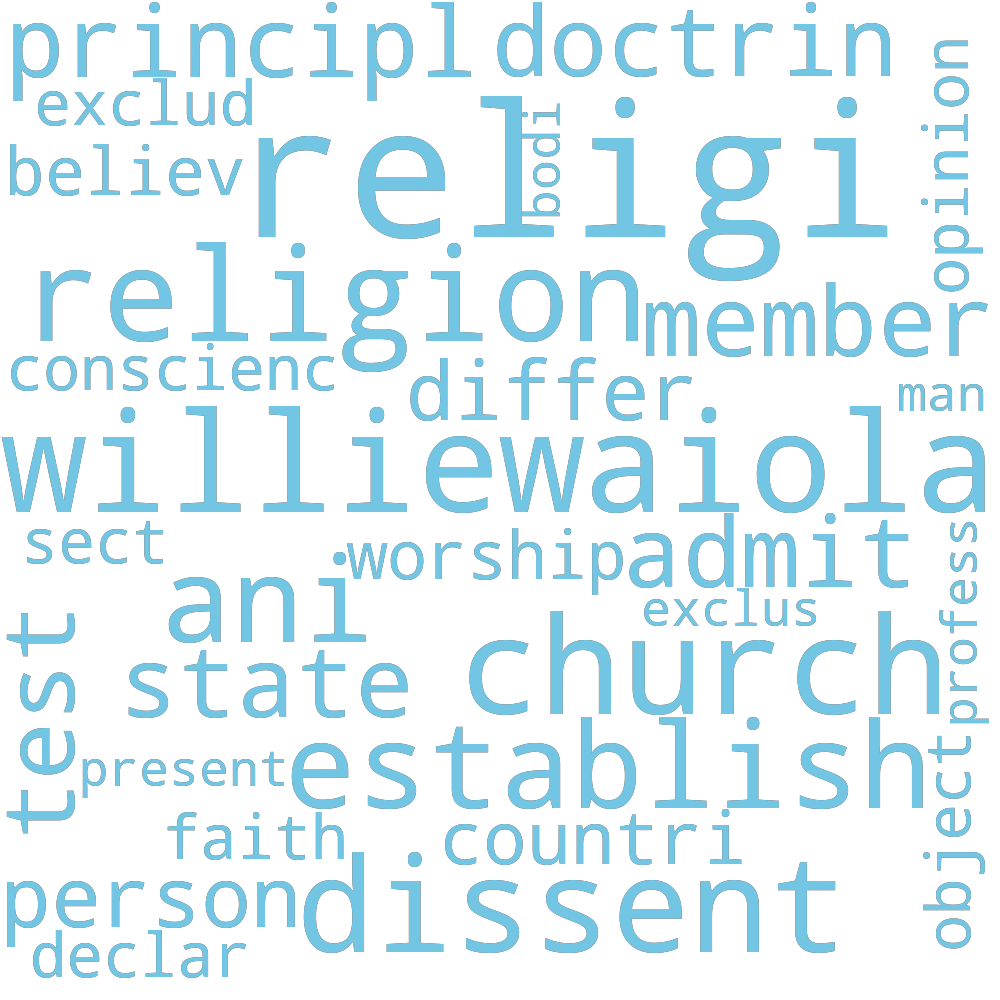 principl doctrin
exclud
opinion
believ
religi
bodi
religion
member
conscienc
differ
man
williewaiola
sect
worship
admit
ani
exclus
profess
test
state
church
present
establish
object
faith
countri
person
dissent
declar